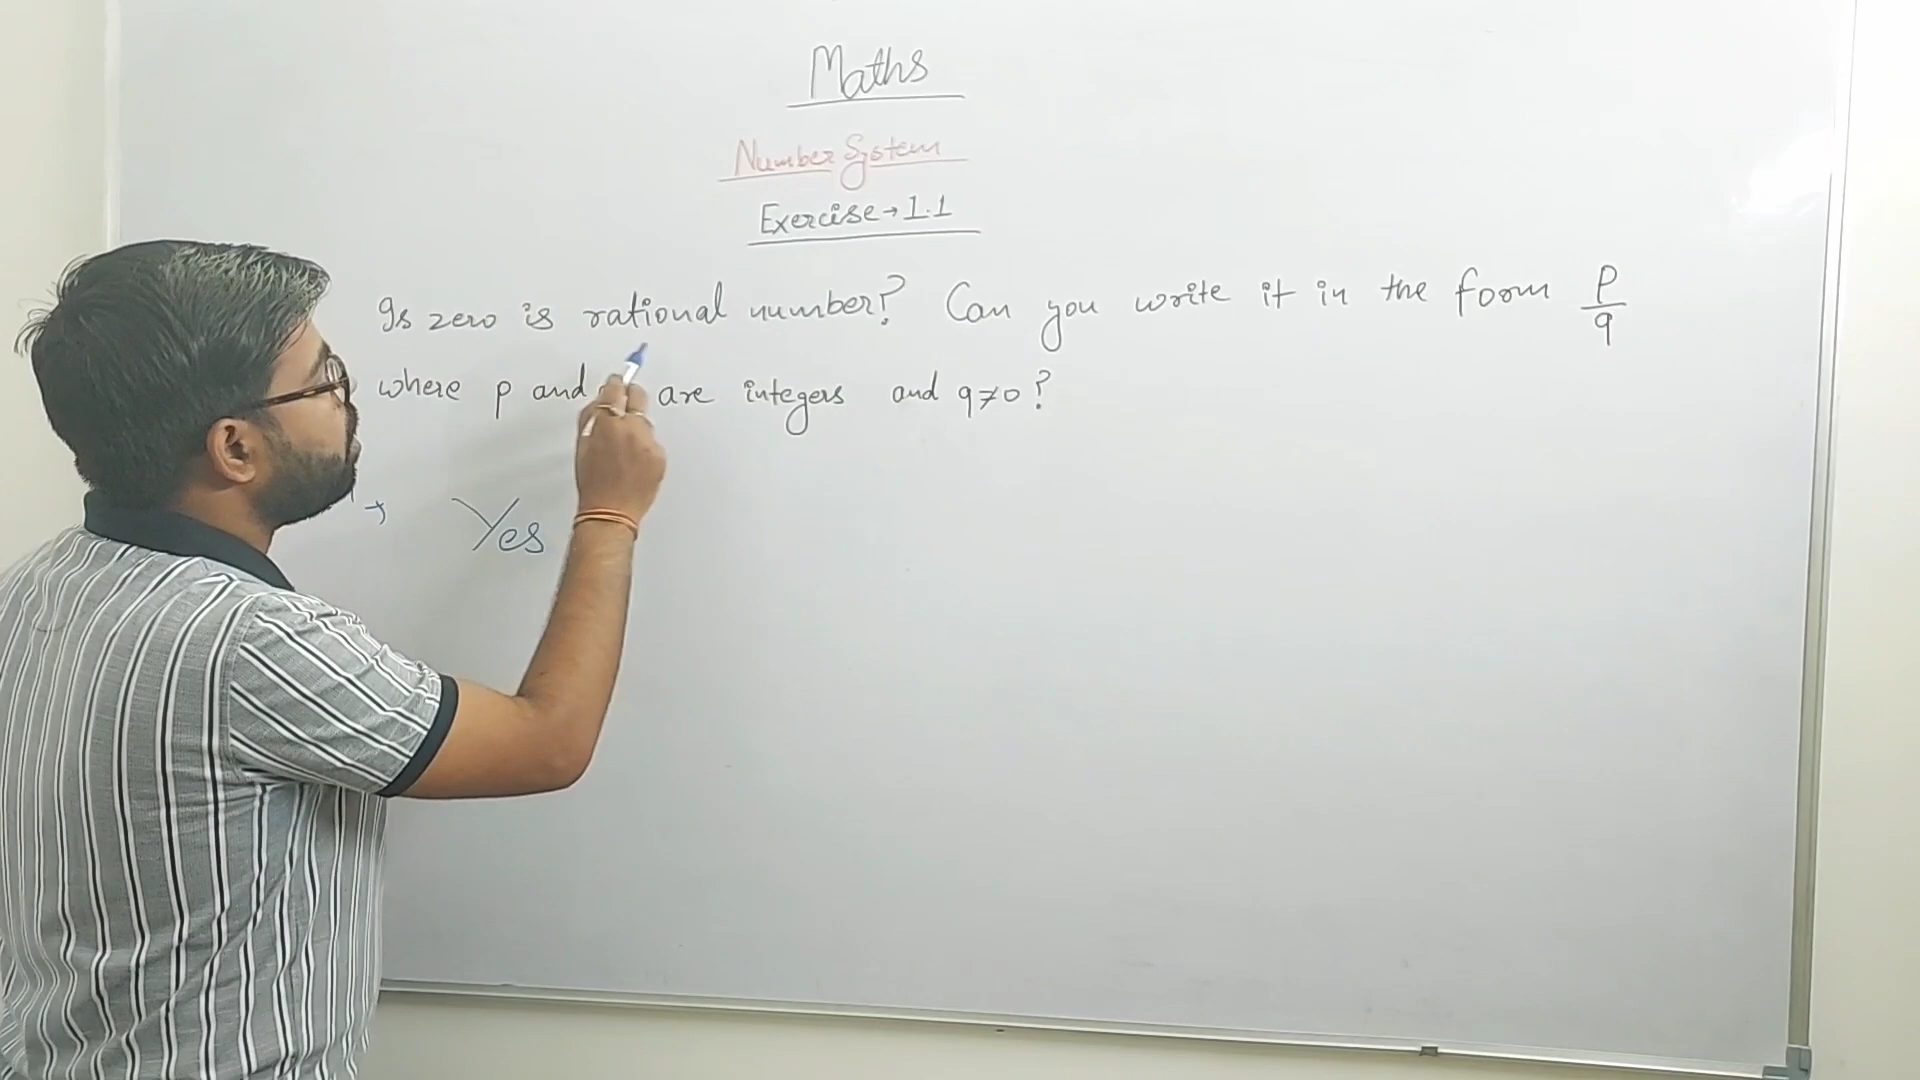 Maths
Number System
Exercise → 1.1
Is zero is rational number? Can you write it in the form p/q
where p and are integers and q≠0?
→ Yes